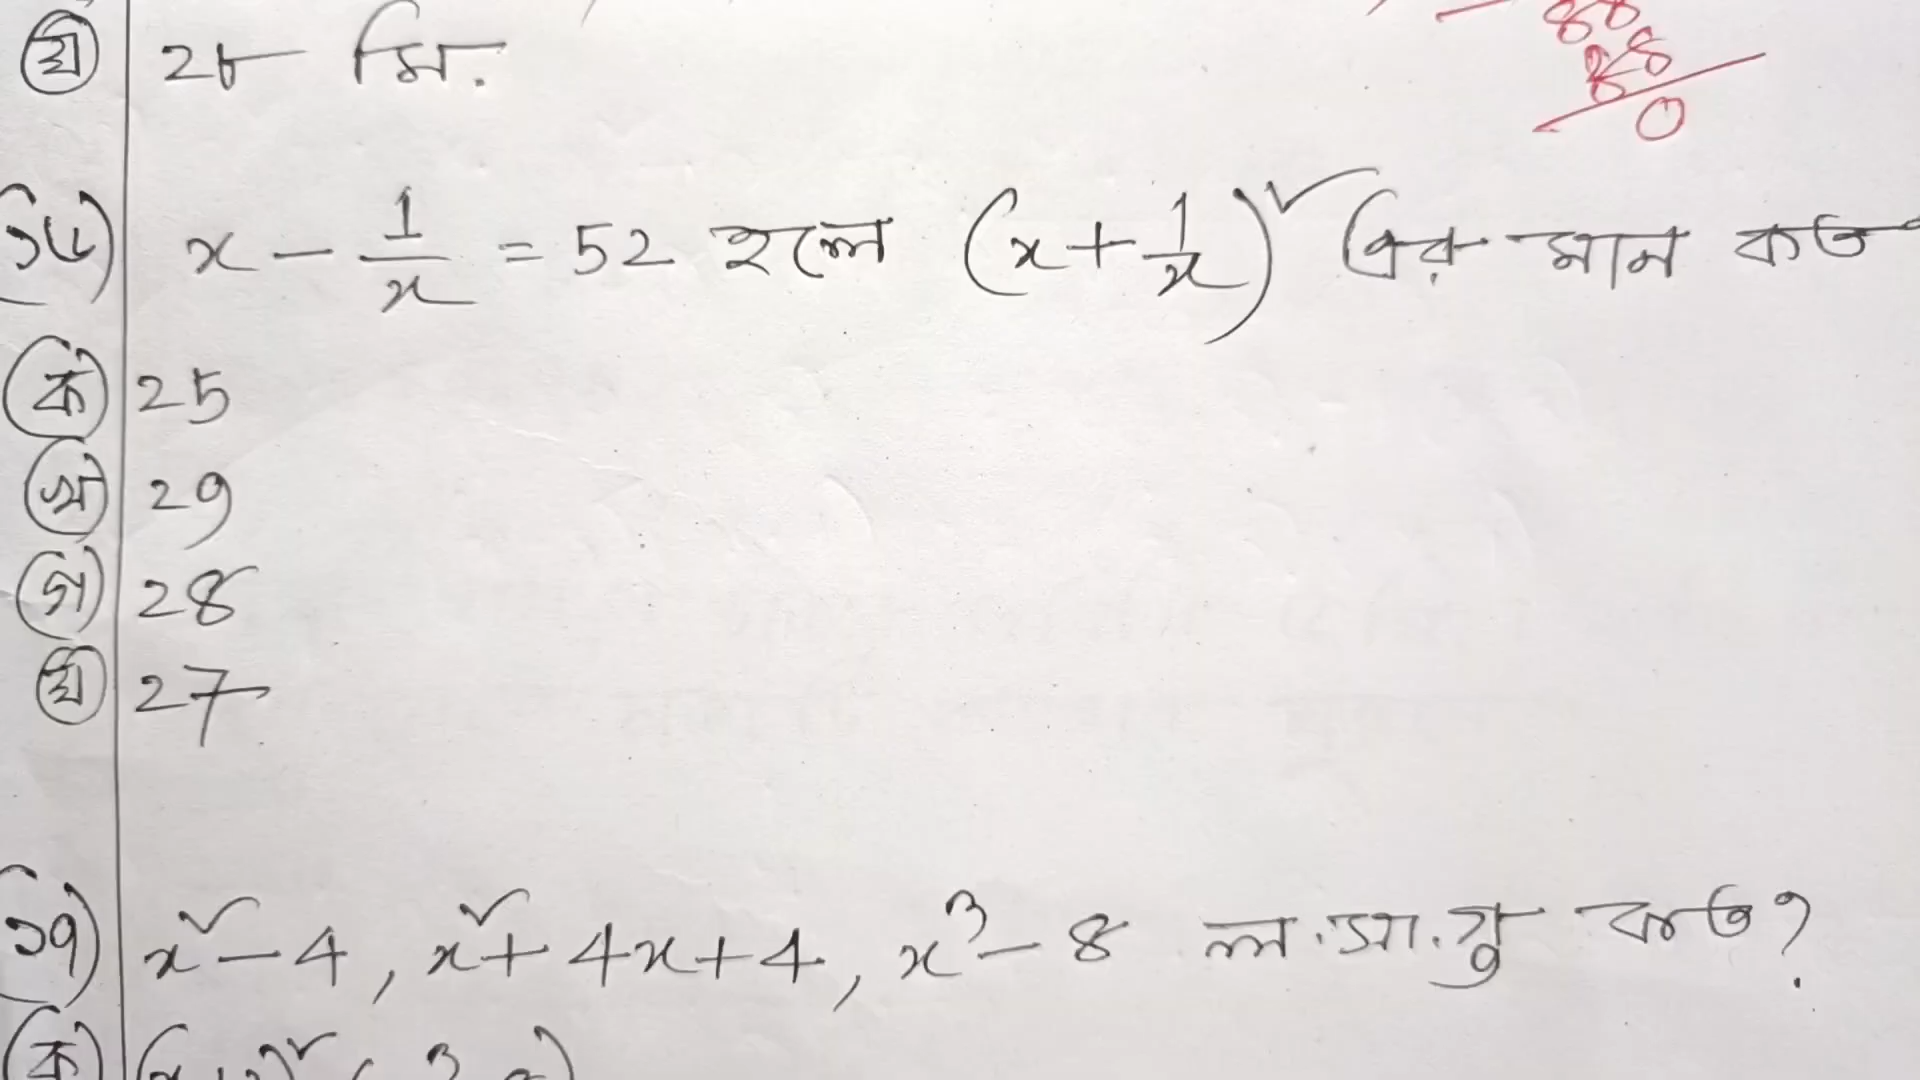 ঘ 2৮ মি.
১৬) x - 1/x = 52 হলে (x + 1/x)² এর মান কত
ক 25
খ 29
গ 28
ঘ 27
১৭) x² - 4, x² + 4x + 4, x³ - 8 ল.সা.গু কত?
ক